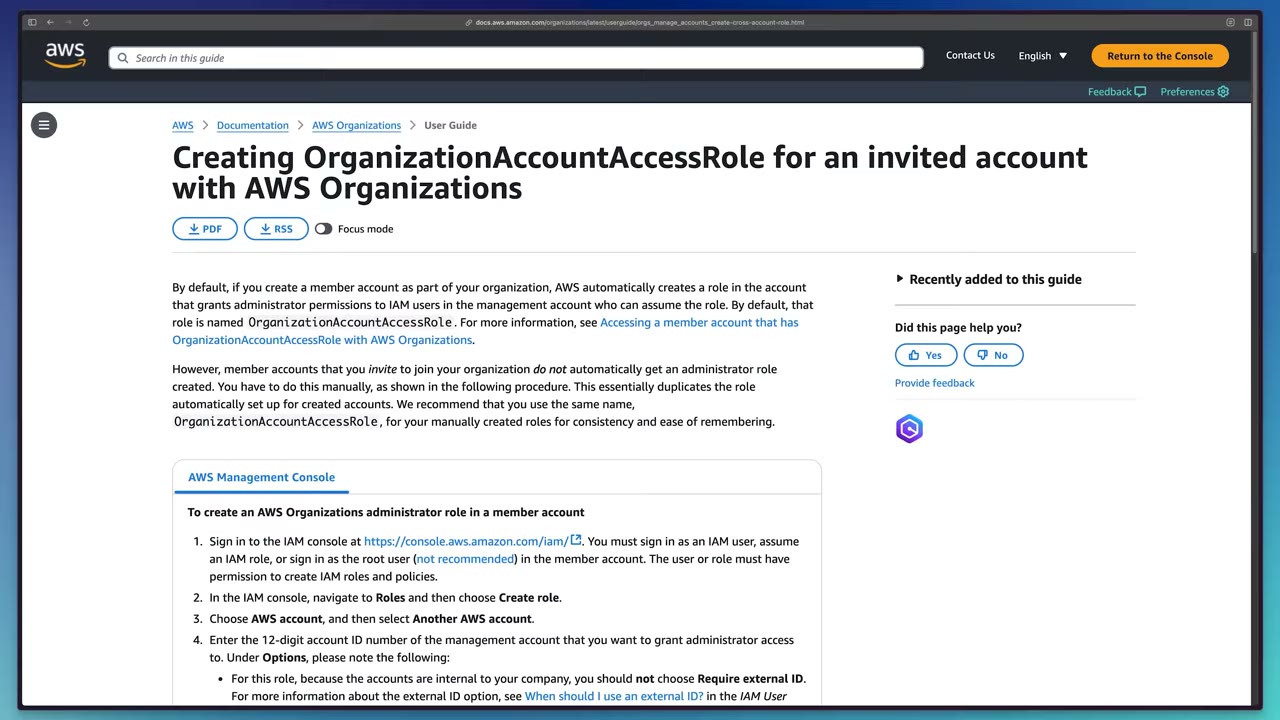 docs.aws.amazon.com/organizations/latest/userguide/orgs_manage_accounts_create-cross-account-role.html
aws
Search in this guide
Contact Us
English
Return to the Console
Feedback
Preferences
AWS > Documentation > AWS Organizations > User Guide
Creating OrganizationAccountAccessRole for an invited account
with AWS Organizations
PDF
RSS
Focus mode
By default, if you create a member account as part of your organization, AWS automatically creates a role in the account
that grants administrator permissions to IAM users in the management account who can assume the role. By default, that
role is named OrganizationAccountAccessRole. For more information, see Accessing a member account that has
OrganizationAccountAccessRole with AWS Organizations.
However, member accounts that you invite to join your organization do not automatically get an administrator role
created. You have to do this manually, as shown in the following procedure. This essentially duplicates the role
automatically set up for created accounts. We recommend that you use the same name,
OrganizationAccountAccessRole, for your manually created roles for consistency and ease of remembering.
Recently added to this guide
Did this page help you?
Yes
No
Provide feedback
AWS Management Console
To create an AWS Organizations administrator role in a member account
1. Sign in to the IAM console at https://console.aws.amazon.com/iam/. You must sign in as an IAM user, assume
an IAM role, or sign in as the root user (not recommended) in the member account. The user or role must have
permission to create IAM roles and policies.
2. In the IAM console, navigate to Roles and then choose Create role.
3. Choose AWS account, and then select Another AWS account.
4. Enter the 12-digit account ID number of the management account that you want to grant administrator access
to. Under Options, please note the following:
• For this role, because the accounts are internal to your company, you should not choose Require external ID.
For more information about the external ID option, see When should I use an external ID? in the IAM User